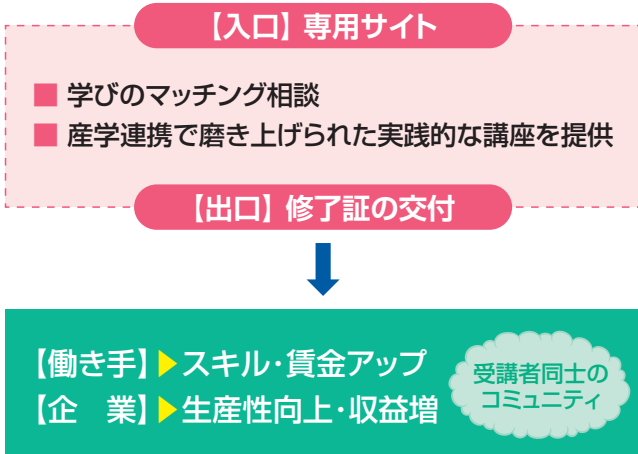 【入口】専用サイト
■ 学びのマッチング相談
■ 産学連携で磨き上げられた実践的な講座を提供
【出口】修了証の交付
【働き手】▶スキル・賃金アップ
【企　業】▶生産性向上・収益増
受講者同士の
コミュニティ